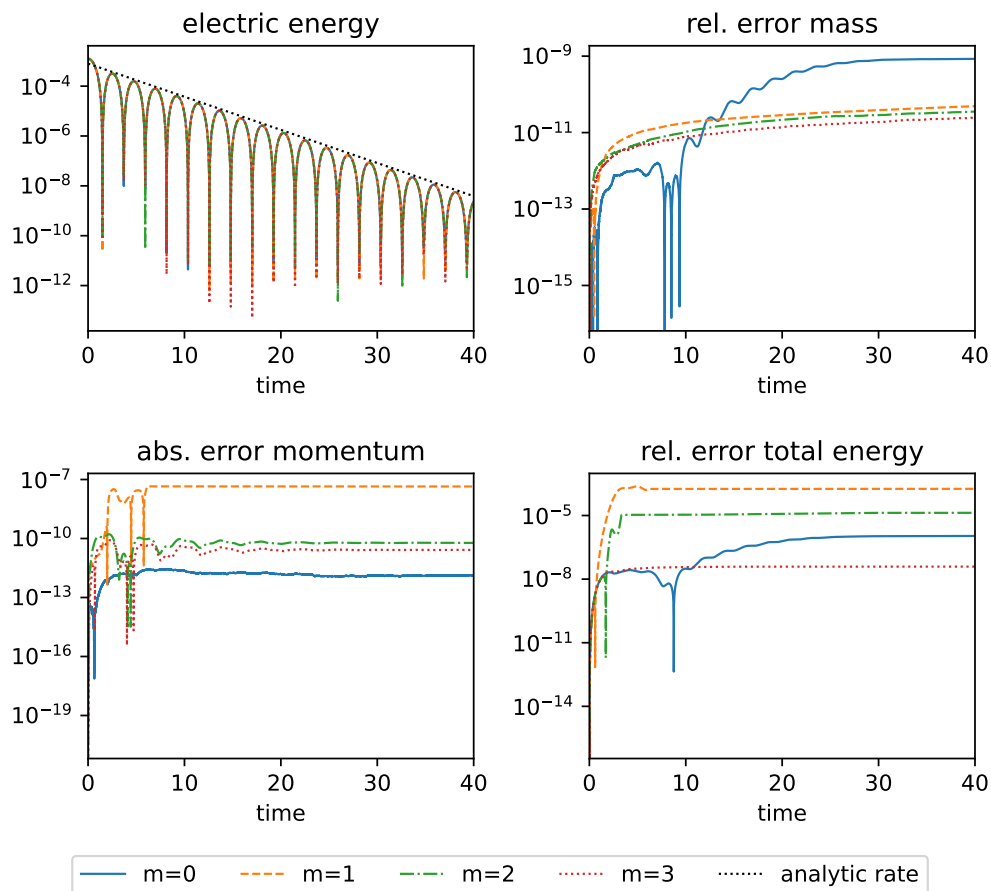 electric energy
10⁻⁴
10⁻⁶
10⁻⁸
10⁻¹⁰
10⁻¹²
0 10 20 30 40
time
rel. error mass
10⁻⁹
10⁻¹¹
10⁻¹³
10⁻¹⁵
0 10 20 30 40
time
abs. error momentum
10⁻⁷
10⁻¹⁰
10⁻¹³
10⁻¹⁶
10⁻¹⁹
0 10 20 30 40
time
rel. error total energy
10⁻⁵
10⁻⁸
10⁻¹¹
10⁻¹⁴
0 10 20 30 40
time
m=0 m=1 m=2 m=3 analytic rate